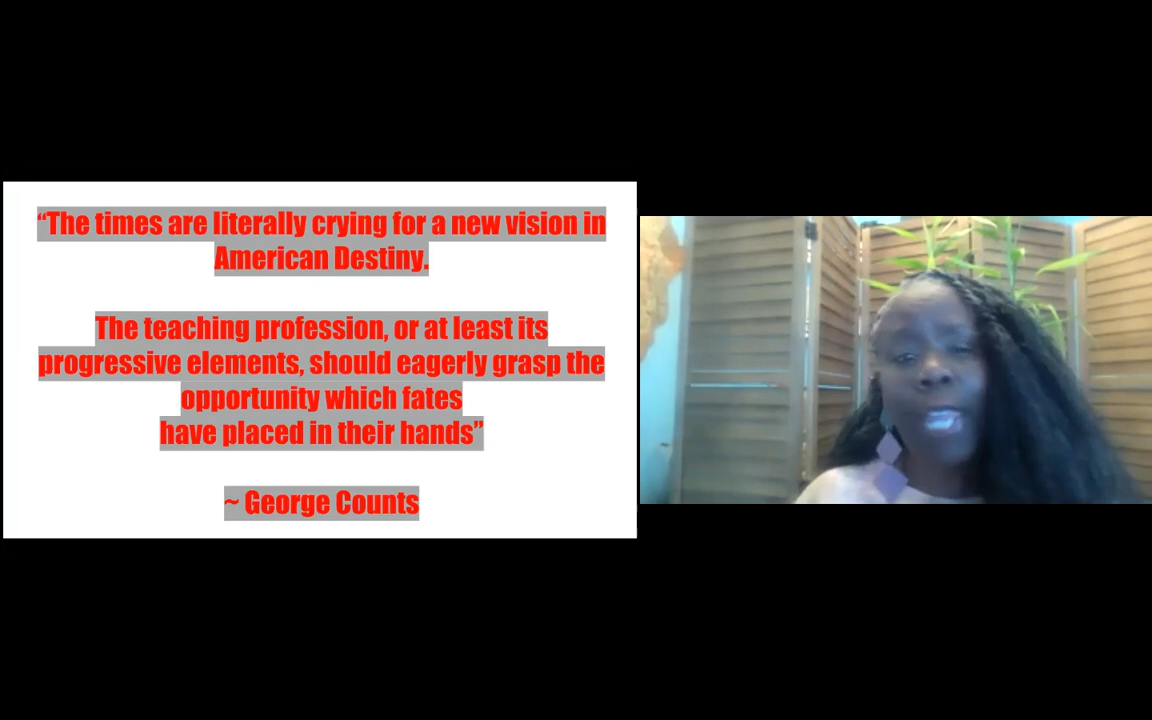 “The times are literally crying for a new vision in
American Destiny.
The teaching profession, or at least its
progressive elements, should eagerly grasp the
opportunity which fates
have placed in their hands”
~ George Counts